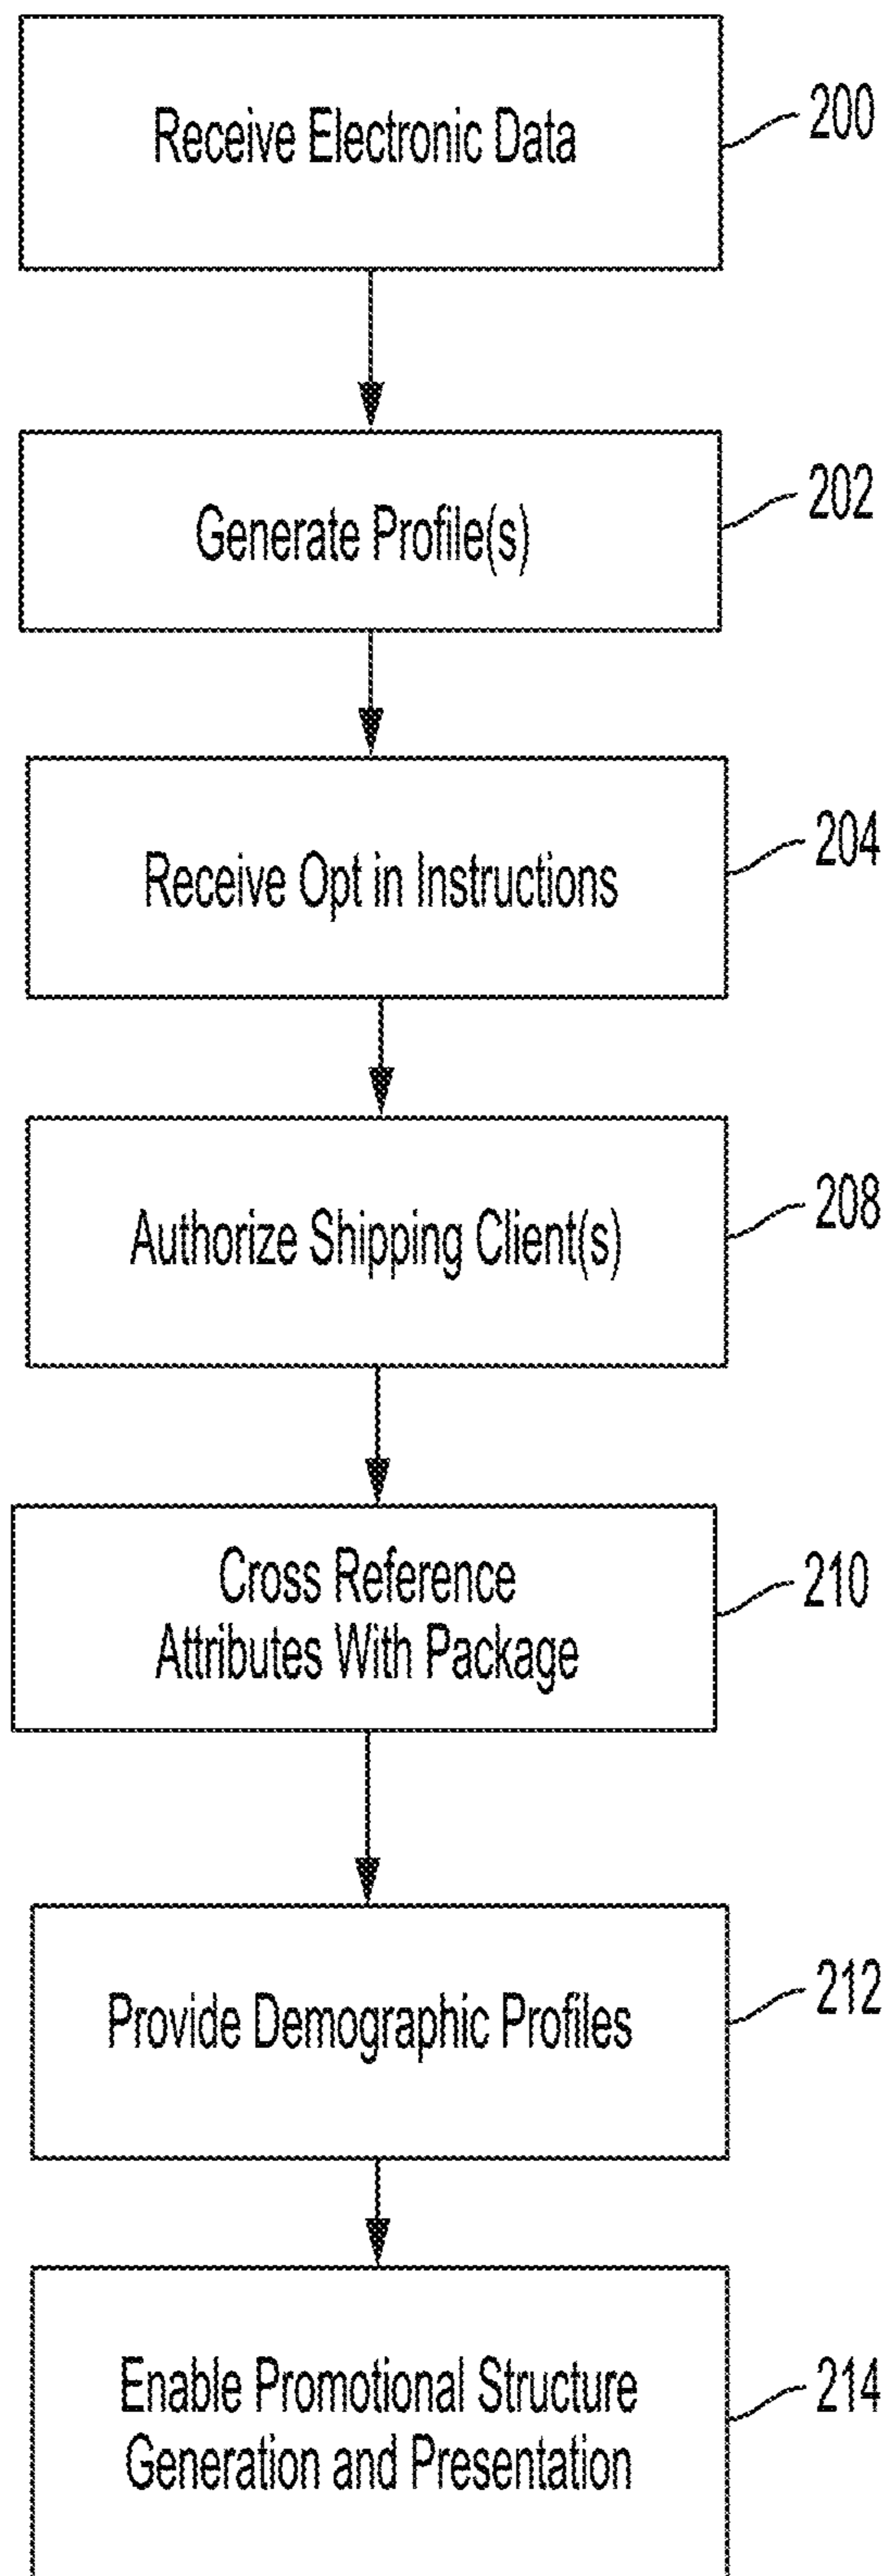 Receive Electronic Data
200
Generate Profile(s)
202
Receive Opt in Instructions
204
Authorize Shipping Client(s)
208
Cross Reference
Attributes With Package
210
Provide Demographic Profiles
212
Enable Promotional Structure
Generation and Presentation
214